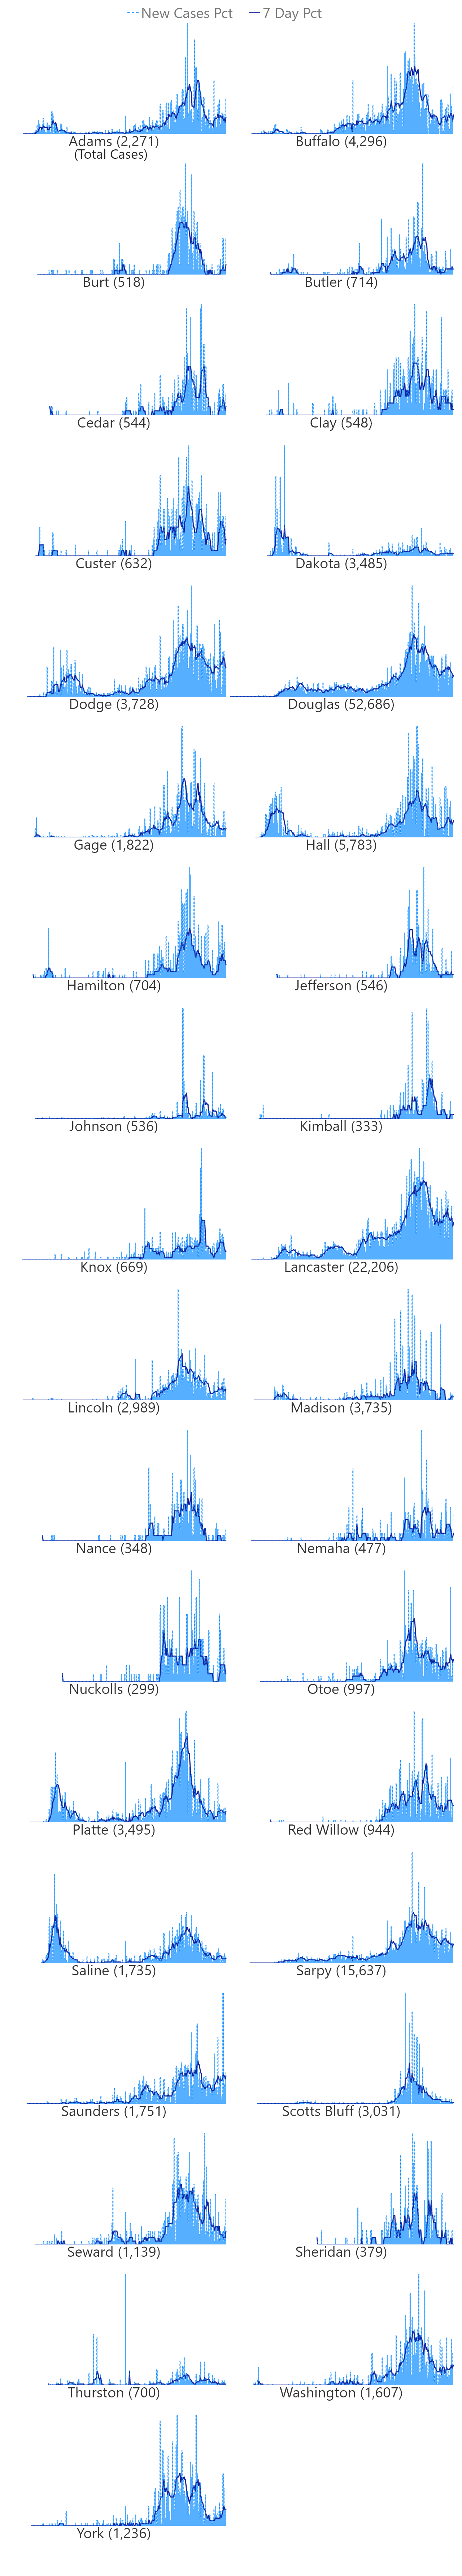 New Cases Pct 7 Day Pct
Adams (2,271) Buffalo (4,296)
(Total Cases)
Burt (518) Butler (714)
Cedar (544) Clay (548)
Custer (632) Dakota (3,485)
Dodge (3,728) Douglas (52,686)
Gage (1,822) Hall (5,783)
Hamilton (704) Jefferson (546)
Johnson (536) Kimball (333)
Knox (669) Lancaster (22,206)
Lincoln (2,989) Madison (3,735)
Nance (348) Nemaha (477)
Nuckolls (299) Otoe (997)
Platte (3,495) Red Willow (944)
Saline (1,735) Sarpy (15,637)
Saunders (1,751) Scotts Bluff (3,031)
Seward (1,139) Sheridan (379)
Thurston (700) Washington (1,607)
York (1,236)